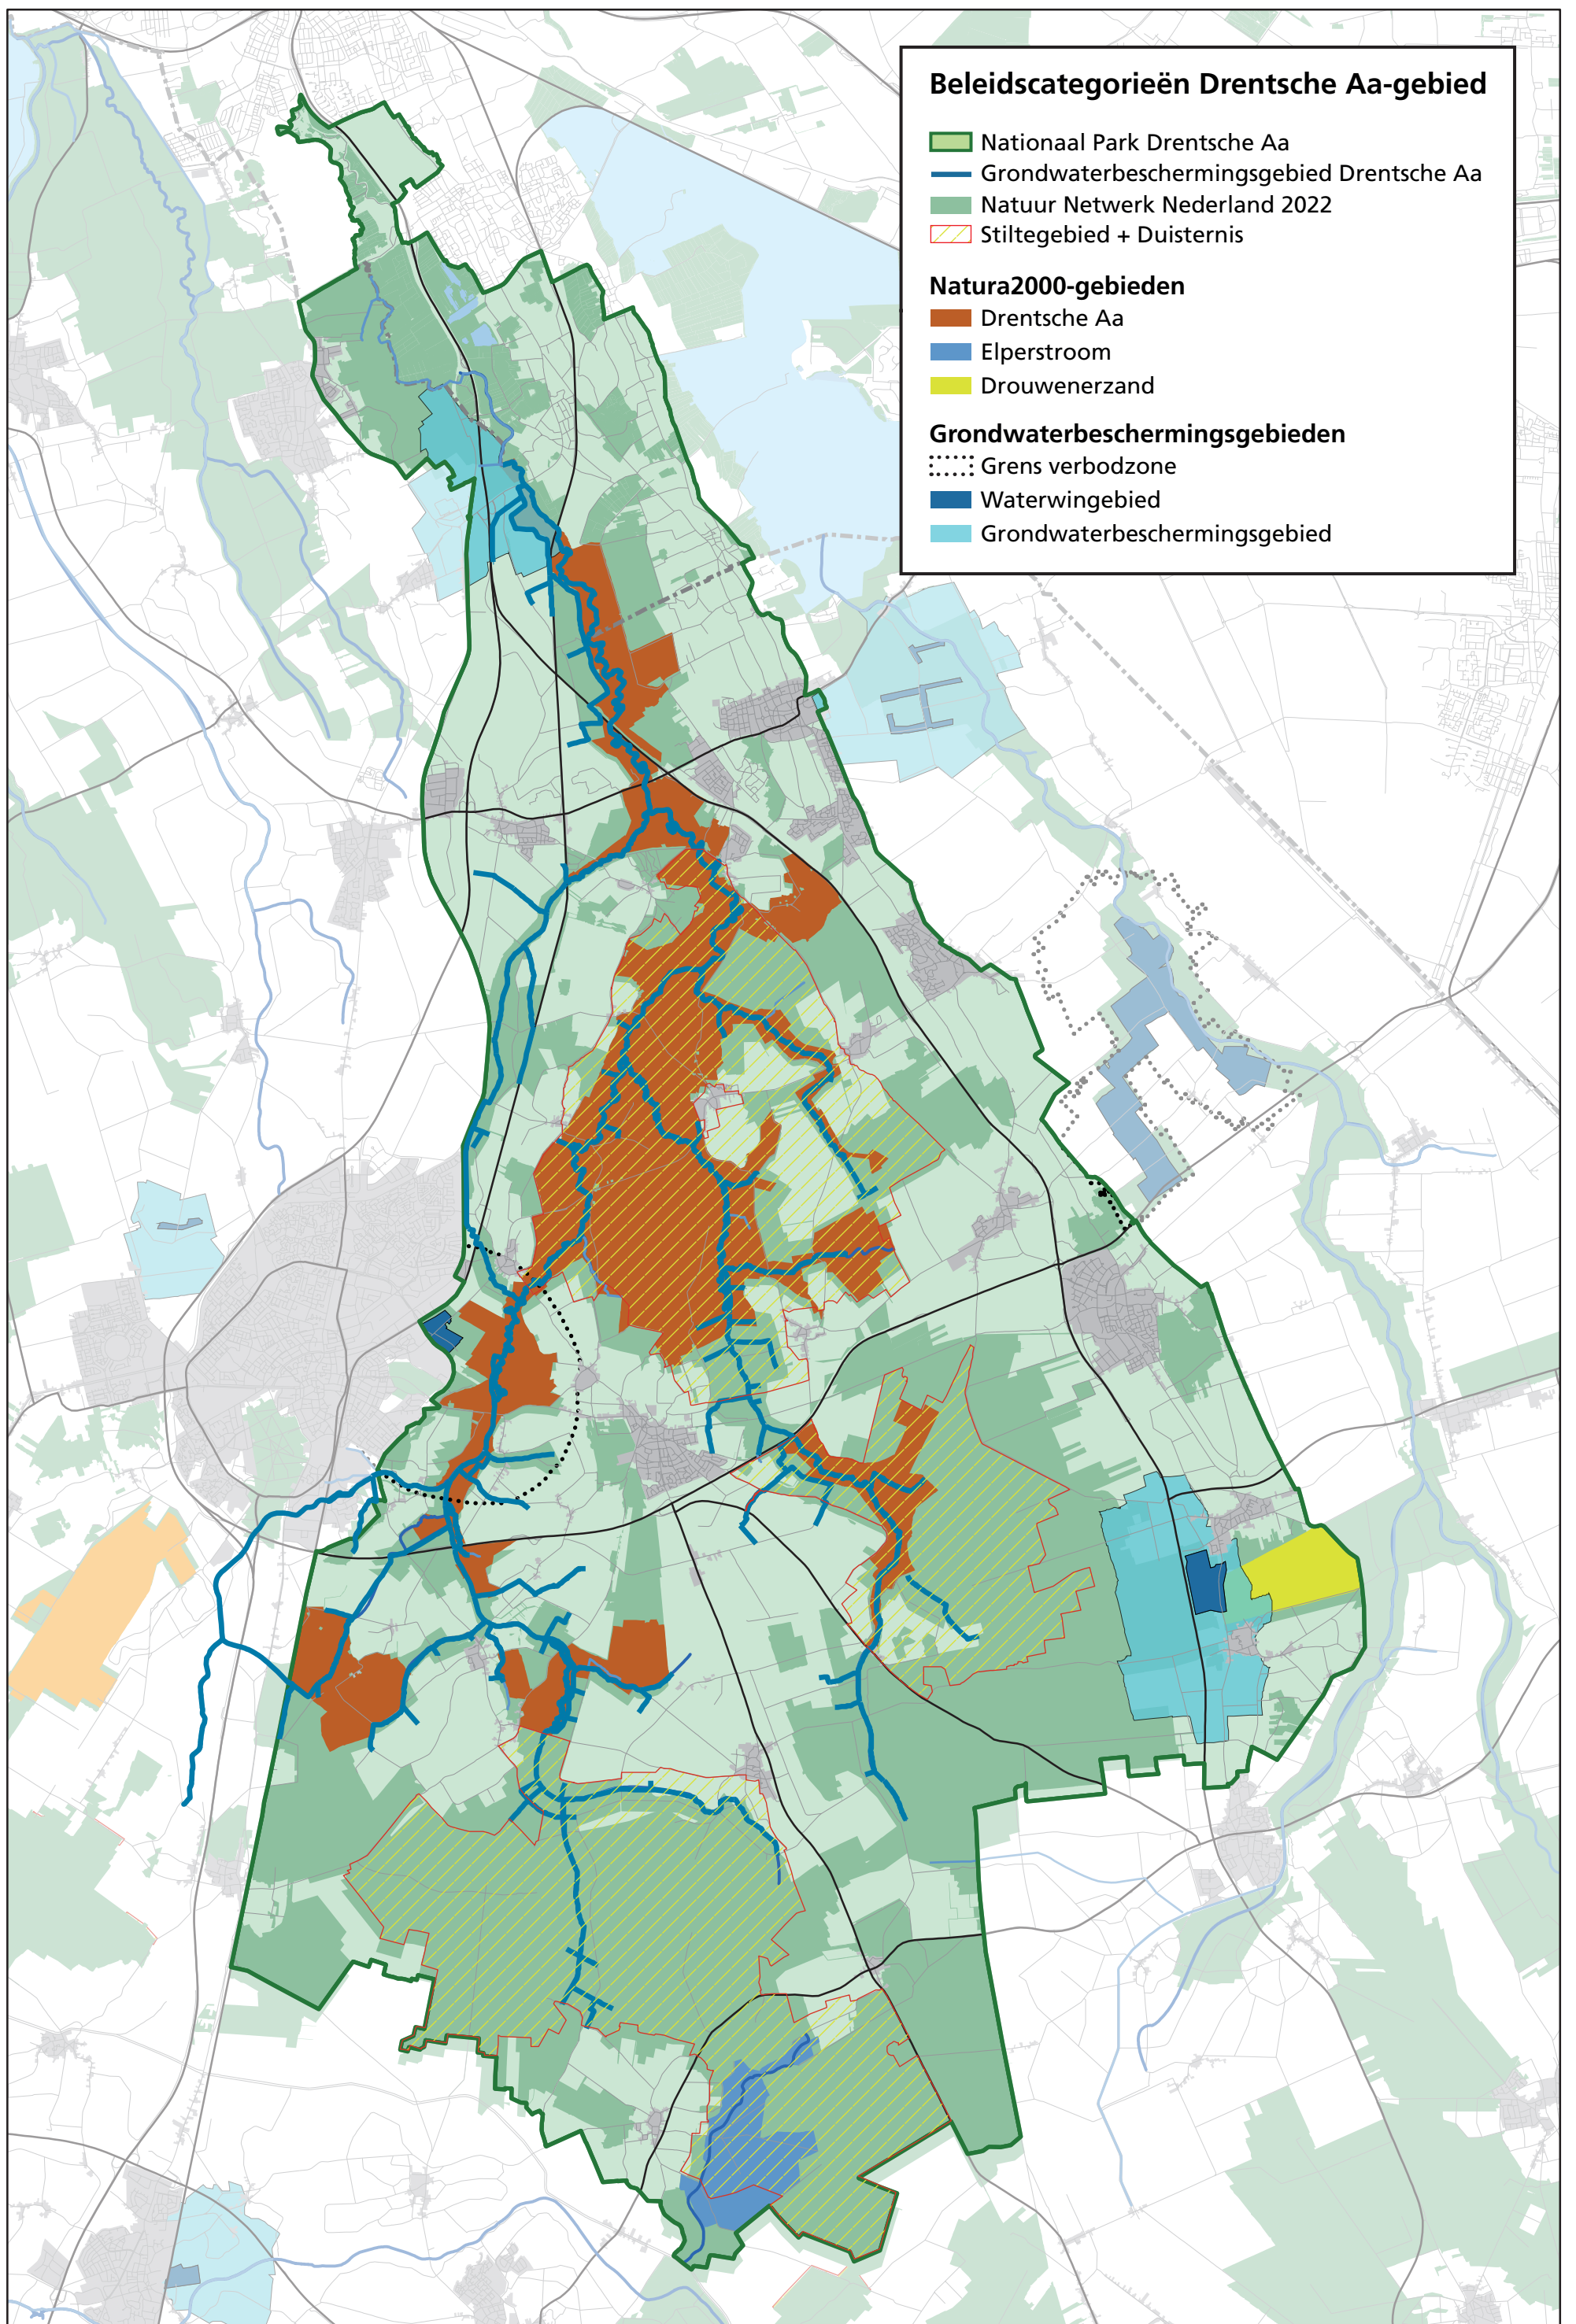 Beleidscategorieën Drentsche Aa-gebied
Nationaal Park Drentsche Aa
Grondwaterbeschermingsgebied Drentsche Aa
Natuur Netwerk Nederland 2022
Stiltegebied + Duisternis
Natura2000-gebieden
Drentsche Aa
Elperstroom
Drouwenerzand
Grondwaterbeschermingsgebieden
Grens verbodzone
Waterwingebied
Grondwaterbeschermingsgebied